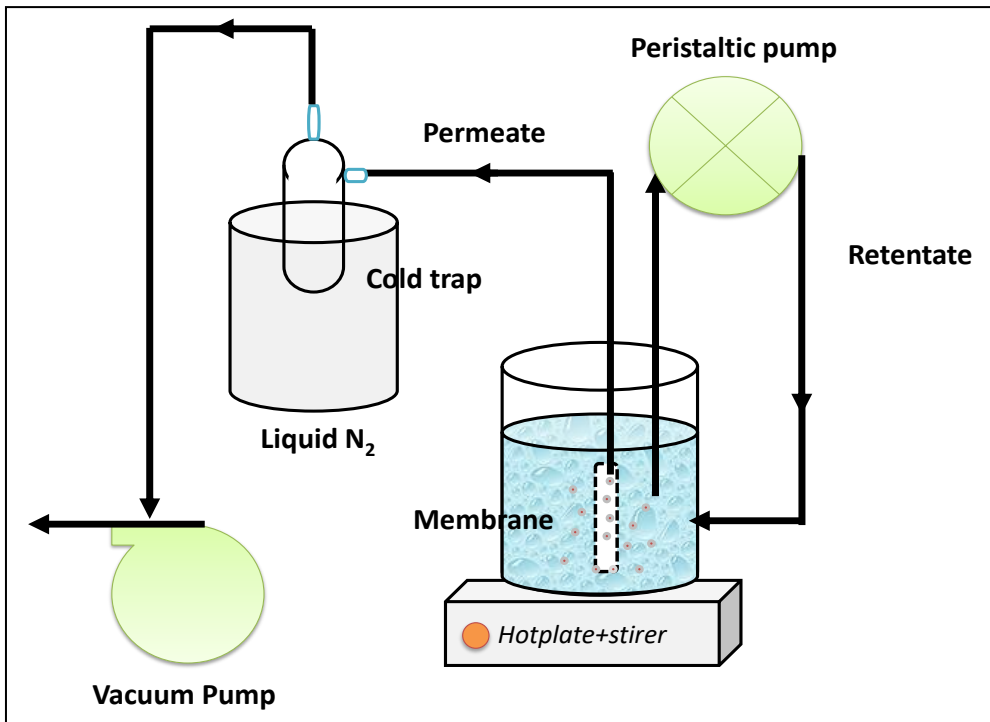 Peristaltic pump
Permeate
Retentate
Cold trap
Liquid N₂
Membrane
Hotplate+stirer
Vacuum Pump